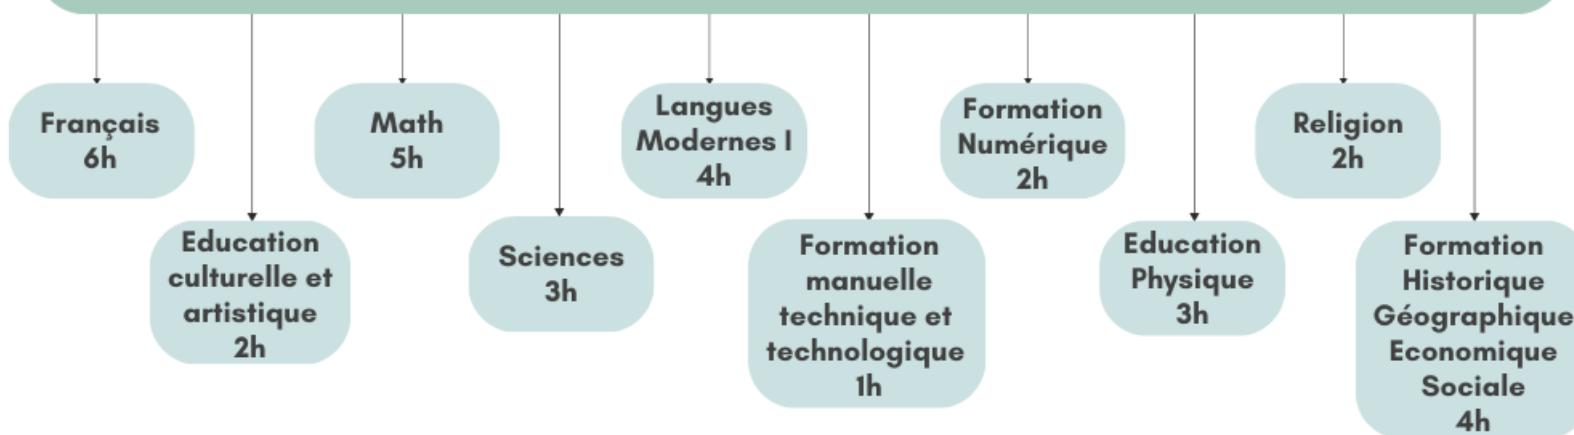 Français
6h
Education
culturelle et
artistique
2h
Math
5h
Sciences
3h
Langues
Modernes I
4h
Formation
manuelle
technique et
technologique
1h
Formation
Numérique
2h
Education
Physique
3h
Religion
2h
Formation
Historique
Géographique
Economique
Sociale
4h